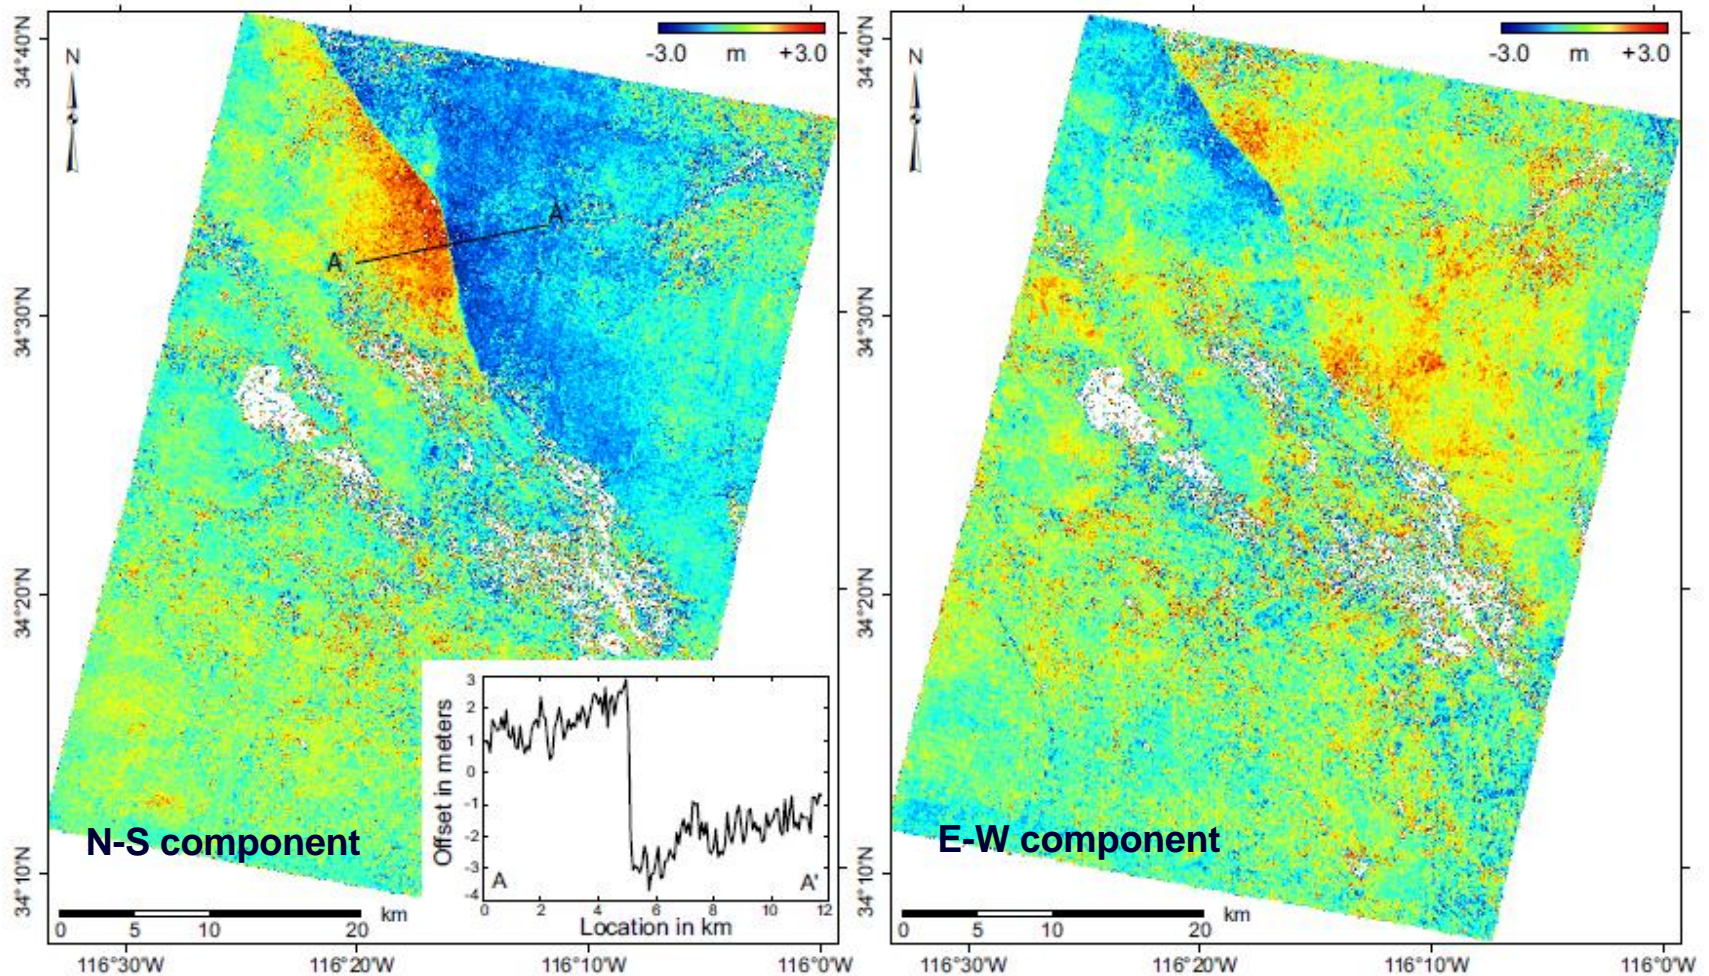 -3.0 m +3.0
N
34°40'N
34°30'N
34°20'N
34°10'N
A A'
N-S component
Offset in meters
3
2
1
0
-1
-2
-3
-4
A A'
0 2 4 6 8 10 12
Location in km
0 5 10 20 km
116°30'W 116°20'W 116°10'W 116°0'W
-3.0 m +3.0
N
34°40'N
34°30'N
34°20'N
34°10'N
E-W component
0 5 10 20 km
116°30'W 116°20'W 116°10'W 116°0'W